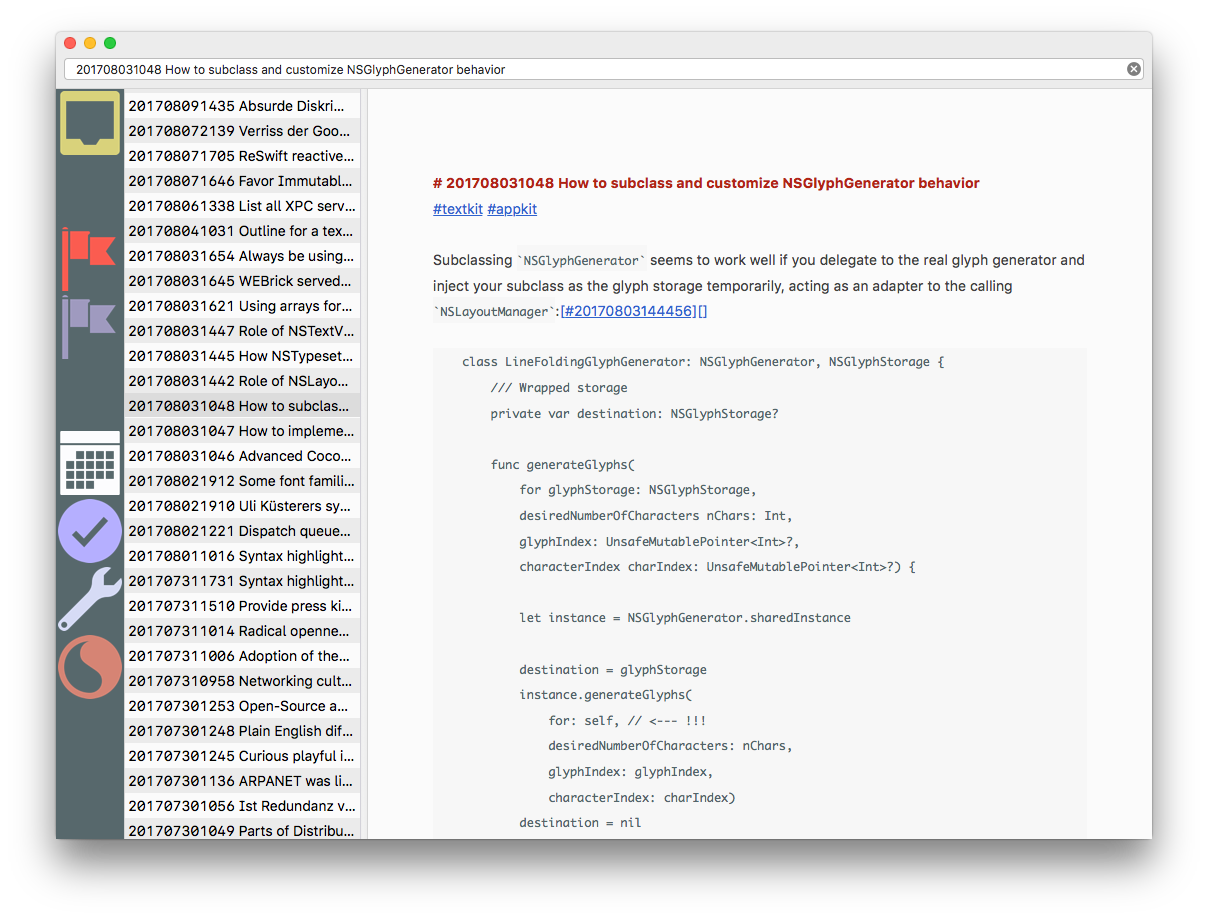 201708031048 How to subclass and customize NSGlyphGenerator behavior
201708091435 Absurde Diskri...
201708072139 Verriss der Goo...
201708071705 ReSwift reactive...
201708071646 Favor Immutabl...
201708061338 List all XPC serv...
201708041031 Outline for a tex...
201708031654 Always be using...
201708031645 WEBrick served...
201708031621 Using arrays for...
201708031447 Role of NSTextV...
201708031445 How NSTypeset...
201708031442 Role of NSLayo...
201708031048 How to subclas...
201708031047 How to impleme...
201708031046 Advanced Coco...
201708021912 Some font famili...
201708021910 Uli Küsterers sy...
201708021221 Dispatch queue...
201708011016 Syntax highlight...
201707311731 Syntax highlight...
201707311510 Provide press ki...
201707311014 Radical openne...
201707311006 Adoption of the...
201707310958 Networking cult...
201707301253 Open-Source a...
201707301248 Plain English dif...
201707301245 Curious playful i...
201707301136 ARPANET was li...
201707301056 Ist Redundanz v...
201707301049 Parts of Distribu...
# 201708031048 How to subclass and customize NSGlyphGenerator behavior
#textkit #appkit
Subclassing `NSGlyphGenerator` seems to work well if you delegate to the real glyph generator and
inject your subclass as the glyph storage temporarily, acting as an adapter to the calling
`NSLayoutManager`:[#20170803144456][]
class LineFoldingGlyphGenerator: NSGlyphGenerator, NSGlyphStorage {
/// Wrapped storage
private var destination: NSGlyphStorage?
func generateGlyphs(
for glyphStorage: NSGlyphStorage,
desiredNumberOfCharacters nChars: Int,
glyphIndex: UnsafeMutablePointer<Int>?,
characterIndex charIndex: UnsafeMutablePointer<Int>?) {
let instance = NSGlyphGenerator.sharedInstance
destination = glyphStorage
instance.generateGlyphs(
for: self, // <--- !!!
desiredNumberOfCharacters: nChars,
glyphIndex: glyphIndex,
characterIndex: charIndex)
destination = nil